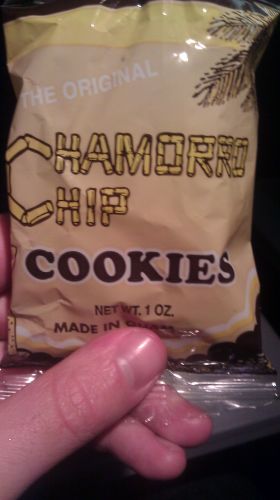 THE ORIGINAL
CHAMORRO
CHIP
COOKIES
NET WT. 1 OZ.
MADE IN